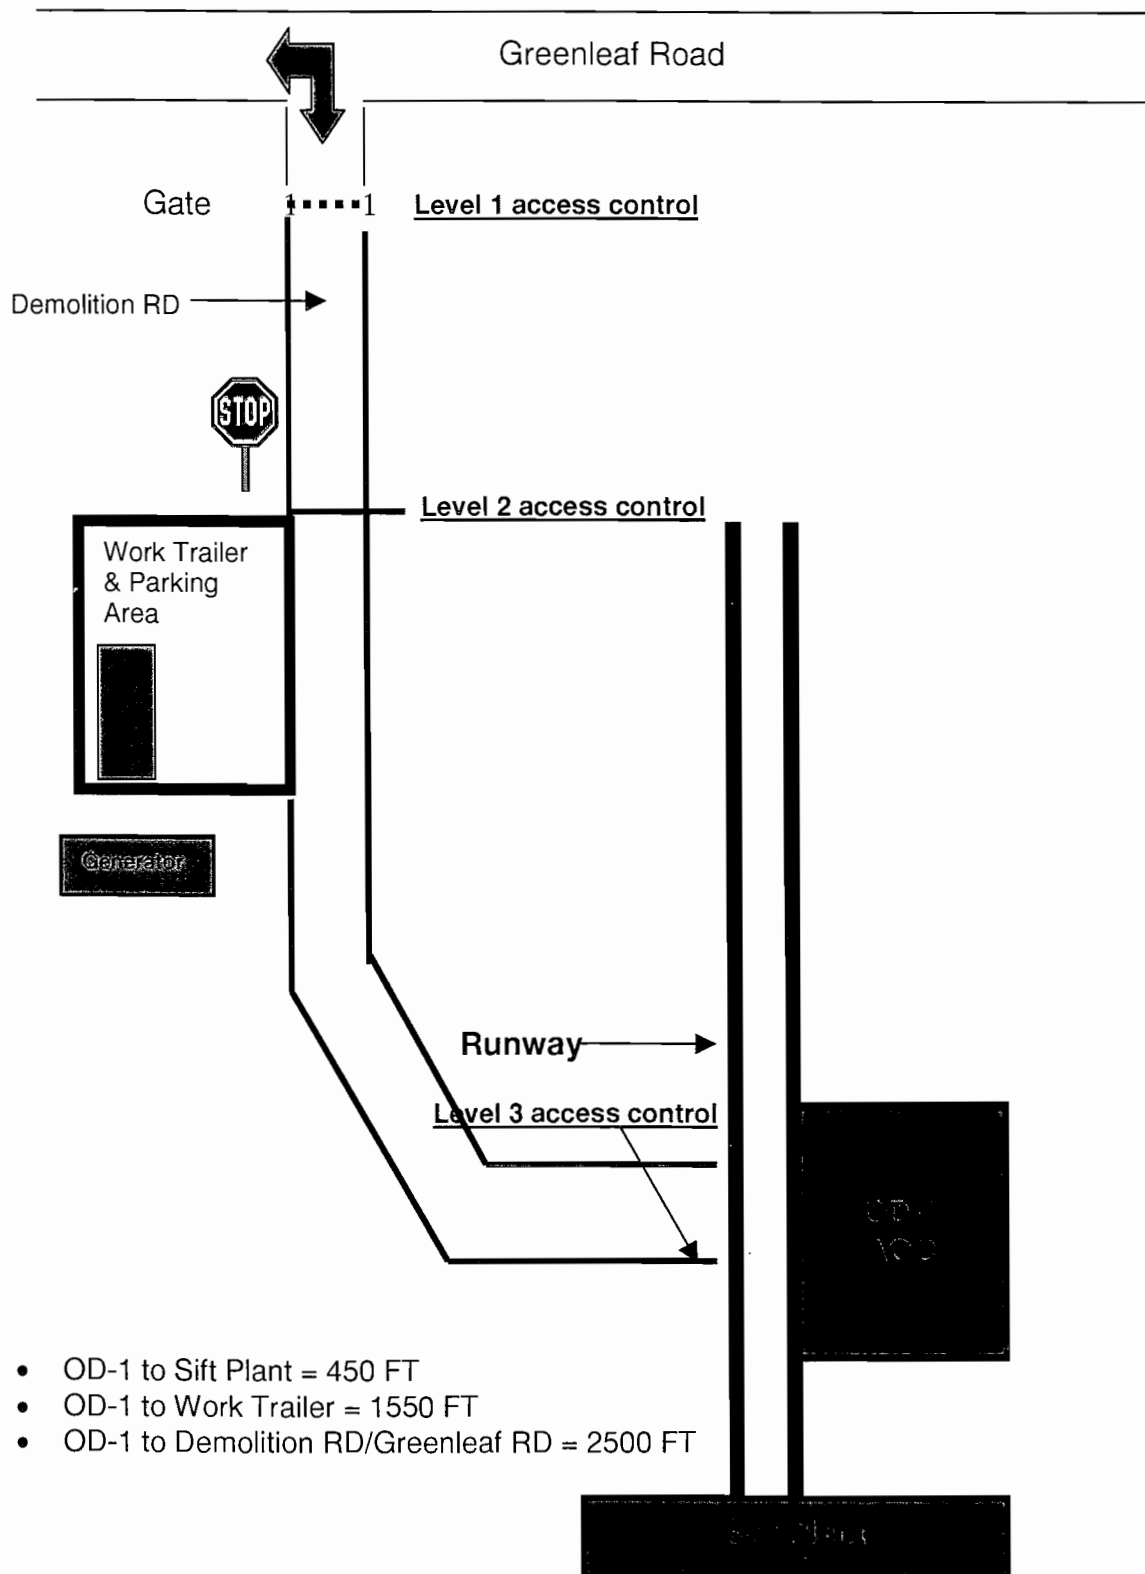 Greenleaf Road
Gate
1 1
Level 1 access control
Demolition RD
STOP
Level 2 access control
Work Trailer
& Parking
Area
Generator
Runway
Level 3 access control
• OD-1 to Sift Plant = 450 FT
• OD-1 to Work Trailer = 1550 FT
• OD-1 to Demolition RD/Greenleaf RD = 2500 FT